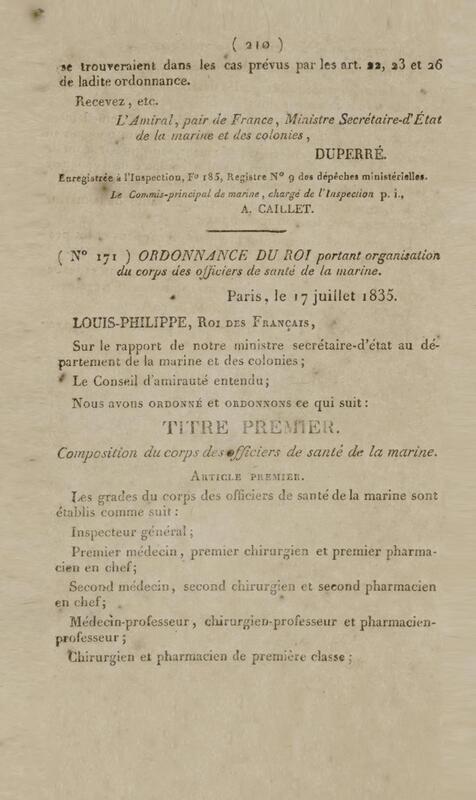 ( 210 )
se trouveraient dans les cas prévus par les art. 22, 23 et 26
de ladite ordonnance.
Recevez, etc.
L'Amiral, pair de France, Ministre Secrétaire-d'État
de la marine et des colonies,
DUPERRÉ.
Enregistrée à l'Inspection, Fo 185, Registre N° 9 des dépêches ministérielles.
Le Commis-principal de marine, chargé de l'Inspection p. i.,
A. CAILLET.
( N° 171 ) ORDONNANCE DU ROI portant organisation
du corps des officiers de santé de la marine.
Paris, le 17 juillet 1835.
LOUIS-PHILIPPE, Roi des Français,
Sur le rapport de notre ministre secrétaire-d'état au dé-
partement de la marine et des colonies;
Le Conseil d'amirauté entendu;
Nous avons ordonné et ordonnons ce qui suit:
TITRE PREMIER.
Composition du corps des officiers de santé de la marine.
Article premier.
Les grades du corps des officiers de santé de la marine sont
établis comme suit:
Inspecteur général;
Premier médecin, premier chirurgien et premier pharma-
cien en chef;
Second médecin, second chirurgien et second pharmacien
en chef;
Médecin-professeur, chirurgien-professeur et pharmacien-
professeur;
Chirurgien et pharmacien de première classe;